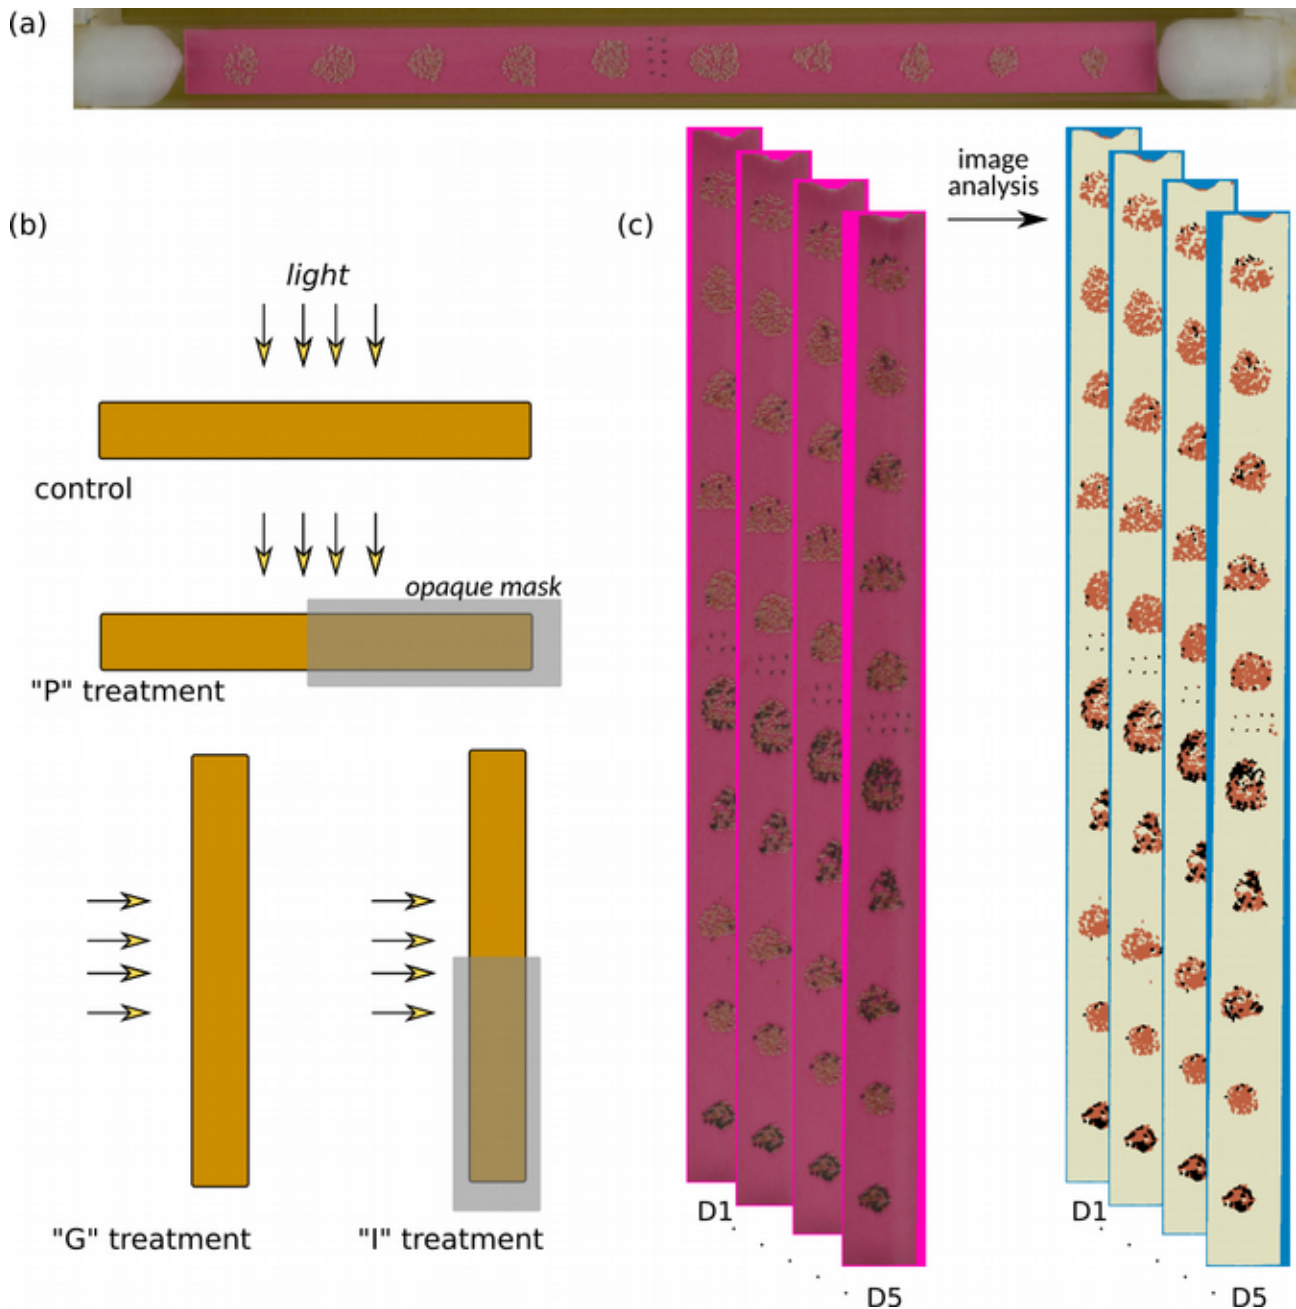 (a)
(b)
light
control
opaque mask
"P" treatment
"G" treatment
"I" treatment
(c)
image
analysis
D1
D5
D1
D5